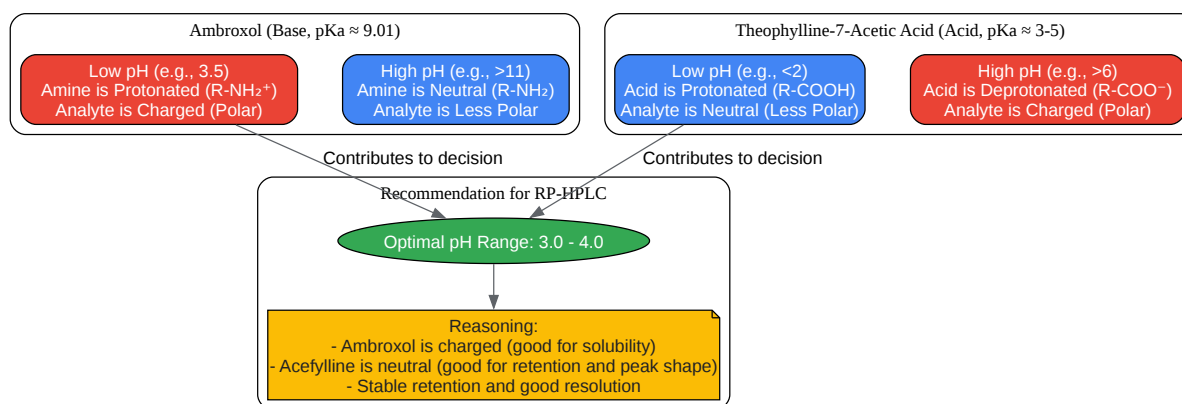 Ambroxol (Base, pKa ≈ 9.01)
Low pH (e.g., 3.5)
Amine is Protonated (R-NH₂⁺)
Analyte is Charged (Polar)
High pH (e.g., >11)
Amine is Neutral (R-NH₂)
Analyte is Less Polar
Theophylline-7-Acetic Acid (Acid, pKa ≈ 3-5)
Low pH (e.g., <2)
Acid is Protonated (R-COOH)
Analyte is Neutral (Less Polar)
High pH (e.g., >6)
Acid is Deprotonated (R-COO⁻)
Analyte is Charged (Polar)
Contributes to decision
Contributes to decision
Recommendation for RP-HPLC
Optimal pH Range: 3.0 - 4.0
Reasoning:
- Ambroxol is charged (good for solubility)
- Acefylline is neutral (good for retention and peak shape)
- Stable retention and good resolution